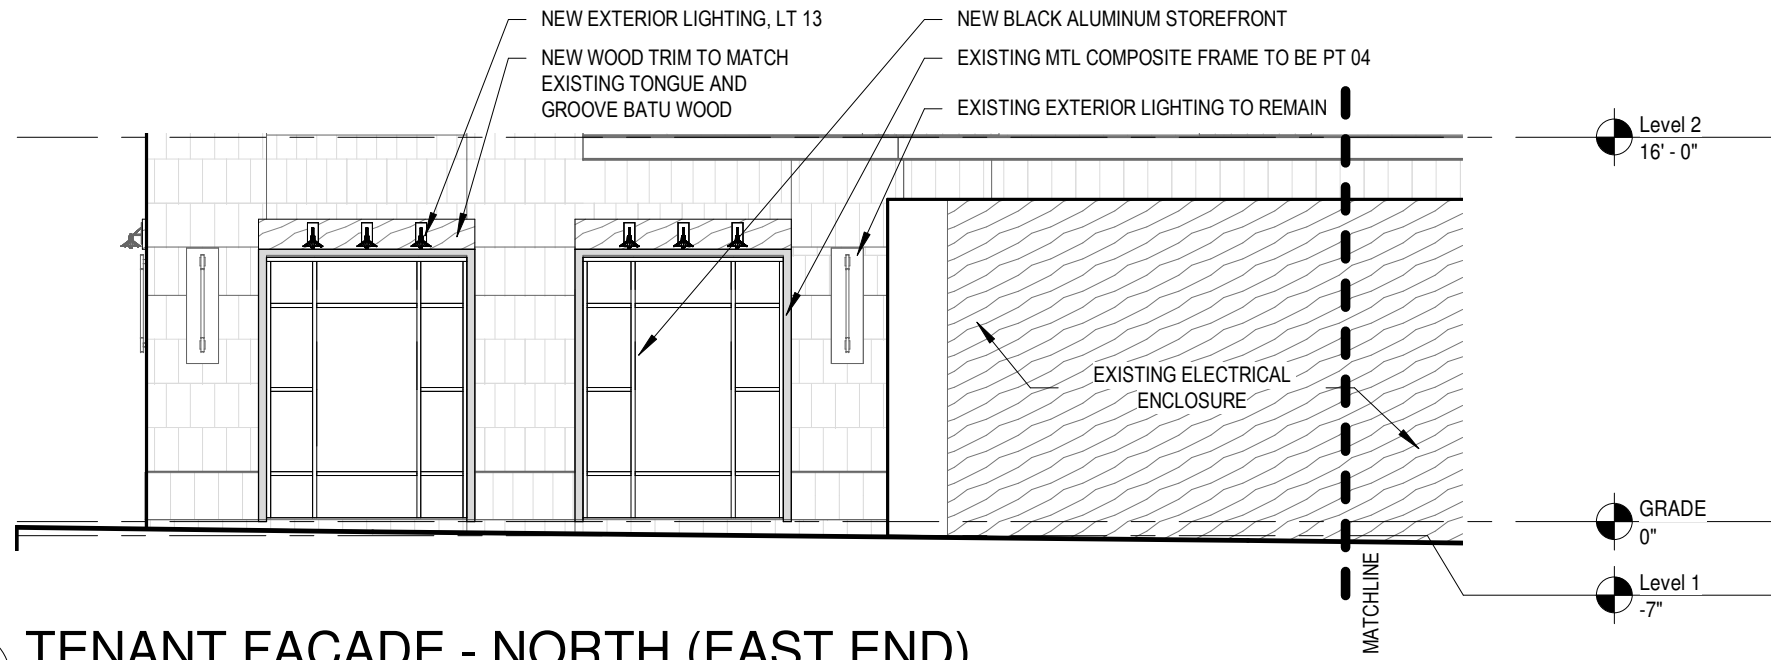 NEW EXTERIOR LIGHTING, LT 13
NEW WOOD TRIM TO MATCH
EXISTING TONGUE AND
GROOVE BATU WOOD
NEW BLACK ALUMINUM STOREFRONT
EXISTING MTL COMPOSITE FRAME TO BE PT 04
EXISTING EXTERIOR LIGHTING TO REMAIN
Level 2
16' - 0"
EXISTING ELECTRICAL
ENCLOSURE
GRADE
0"
Level 1
-7"
MATCHLINE
TENANT FACADE - NORTH (EAST END)